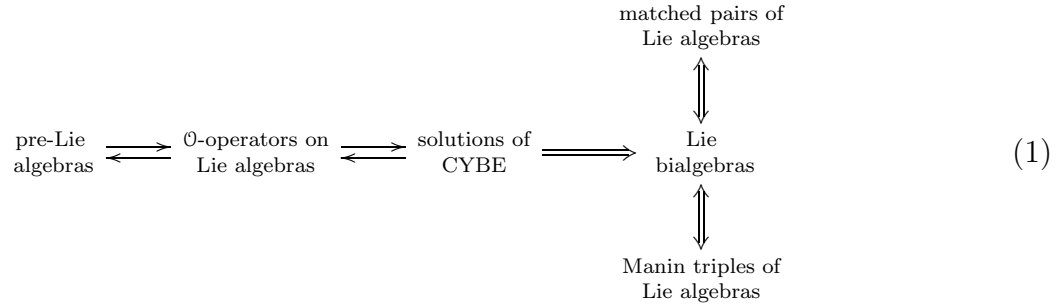 matched pairs of
Lie algebras
pre-Lie
algebras
O-operators on
Lie algebras
solutions of
CYBE
Lie
bialgebras
(1)
Manin triples of
Lie algebras